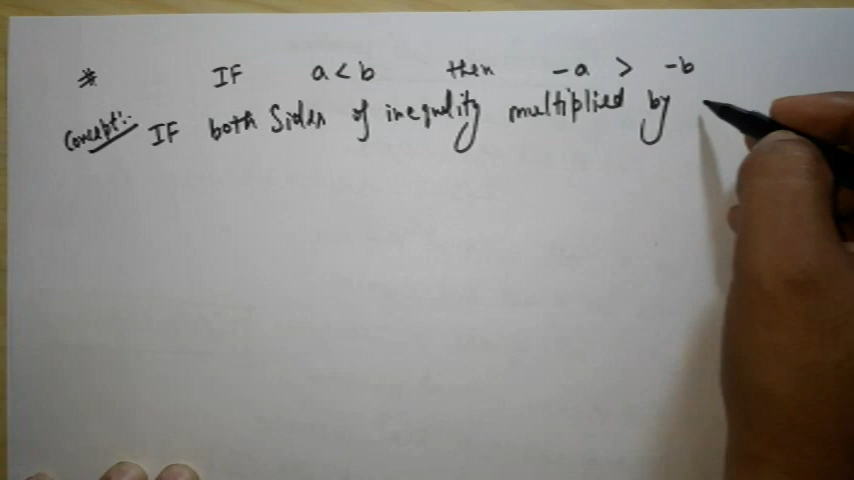 * IF a < b then -a > -b
Concept:- IF both Sides of inequality multiplied by